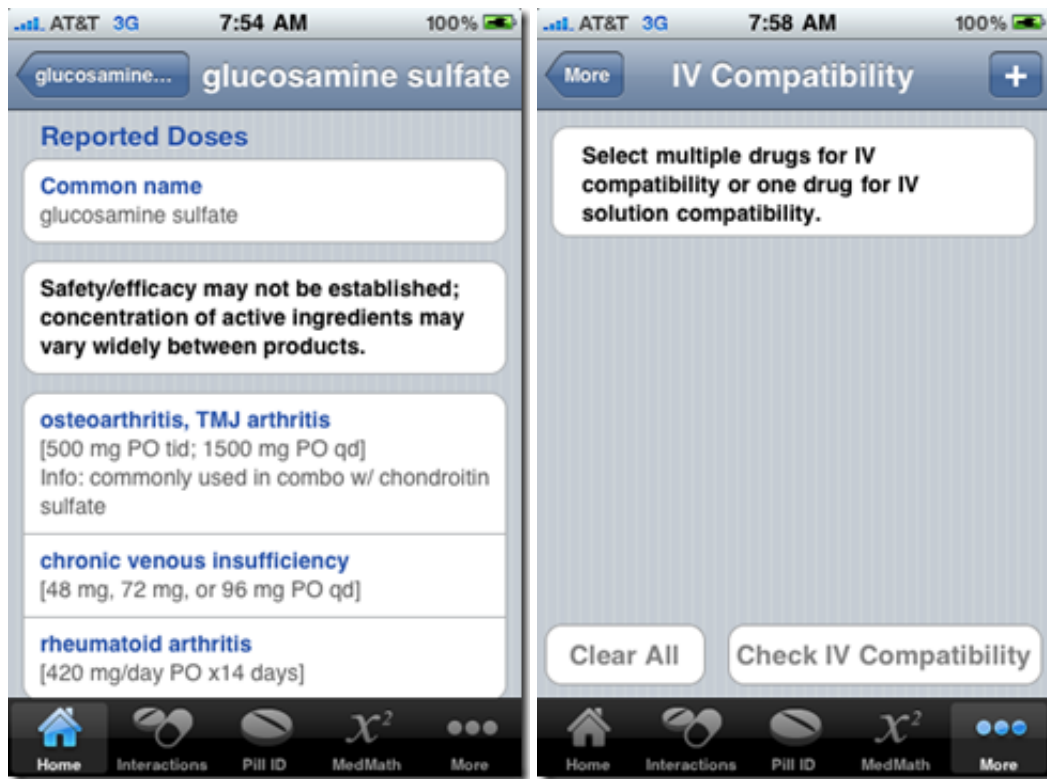 AT&T 3G 7:54 AM 100%
glucosamine... glucosamine sulfate
Reported Doses
Common name
glucosamine sulfate
Safety/efficacy may not be established;
concentration of active ingredients may
vary widely between products.
osteoarthritis, TMJ arthritis
[500 mg PO tid; 1500 mg PO qd]
Info: commonly used in combo w/ chondroitin
sulfate
chronic venous insufficiency
[48 mg, 72 mg, or 96 mg PO qd]
rheumatoid arthritis
[420 mg/day PO x14 days]
x²
Home Interactions Pill ID MedMath More
AT&T 3G 7:58 AM 100%
More IV Compatibility +
Select multiple drugs for IV
compatibility or one drug for IV
solution compatibility.
Clear All Check IV Compatibility
x²
Home Interactions Pill ID MedMath More